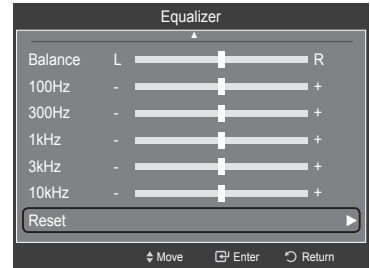 Equalizer
▲
Balance L R
100Hz - +
300Hz - +
1kHz - +
3kHz - +
10kHz - +
Reset ►
Move Enter Return